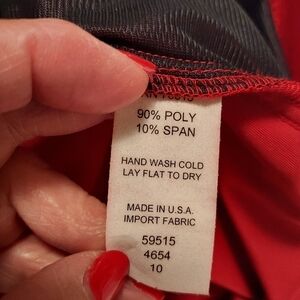 90% POLY
10% SPAN
HAND WASH COLD
LAY FLAT TO DRY
MADE IN U.S.A.
IMPORT FABRIC
59515
4654
10